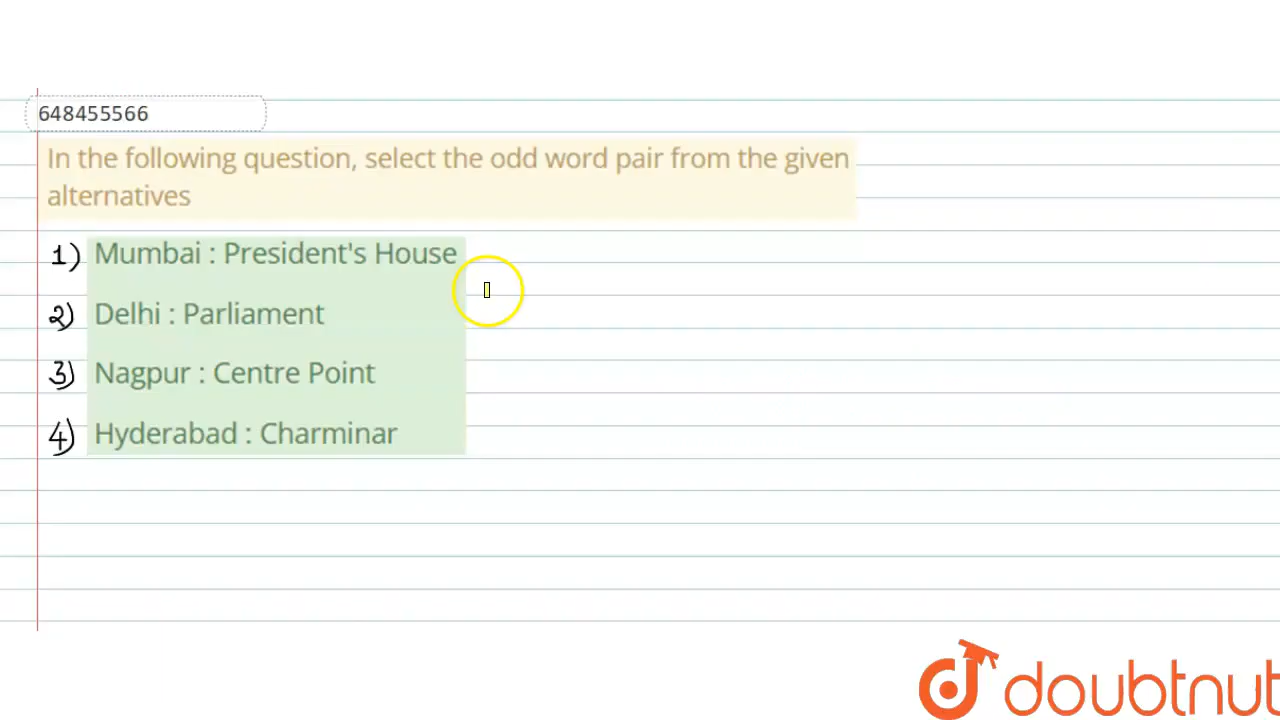 648455566
In the following question, select the odd word pair from the given
alternatives
1) Mumbai : President's House
2) Delhi : Parliament
3) Nagpur : Centre Point
4) Hyderabad : Charminar
doubtnut